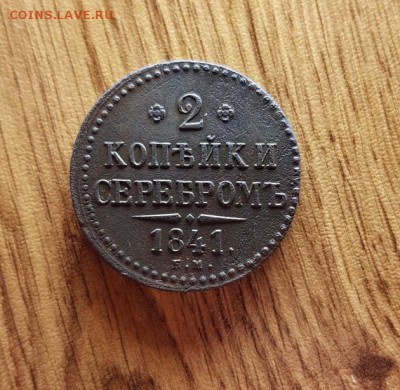 COINS.LAVE.RU
2
КОПѢЙКИ
СЕРЕБРОМЪ
1841.
Е.М.